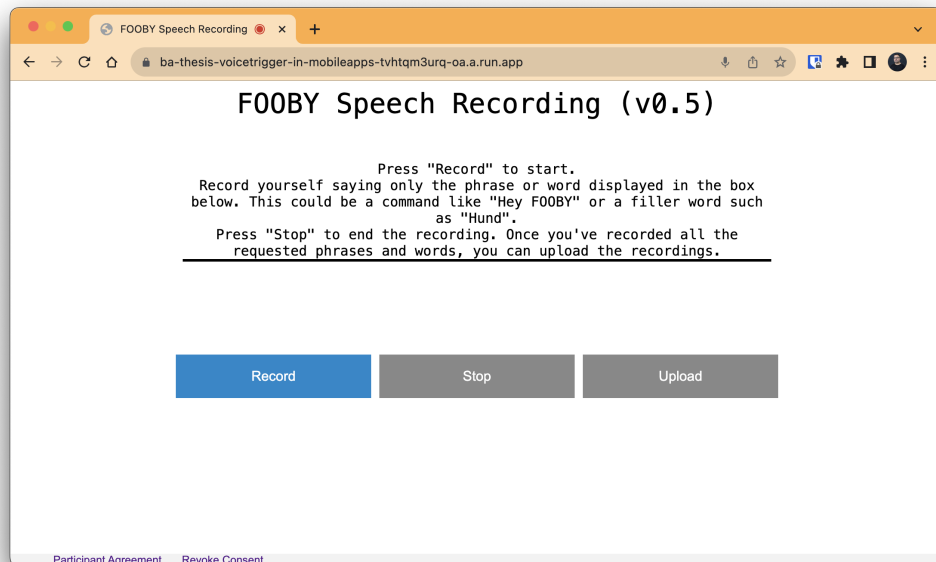 FOOBY Speech Recording
ba-thesis-voicetrigger-in-mobileapps-tvhtqm3urq-oa.a.run.app
FOOBY Speech Recording (v0.5)
Press "Record" to start.
Record yourself saying only the phrase or word displayed in the box
below. This could be a command like "Hey FOOBY" or a filler word such
as "Hund".
Press "Stop" to end the recording. Once you've recorded all the
requested phrases and words, you can upload the recordings.
Record Stop Upload
Participant Agreement Revoke Consent